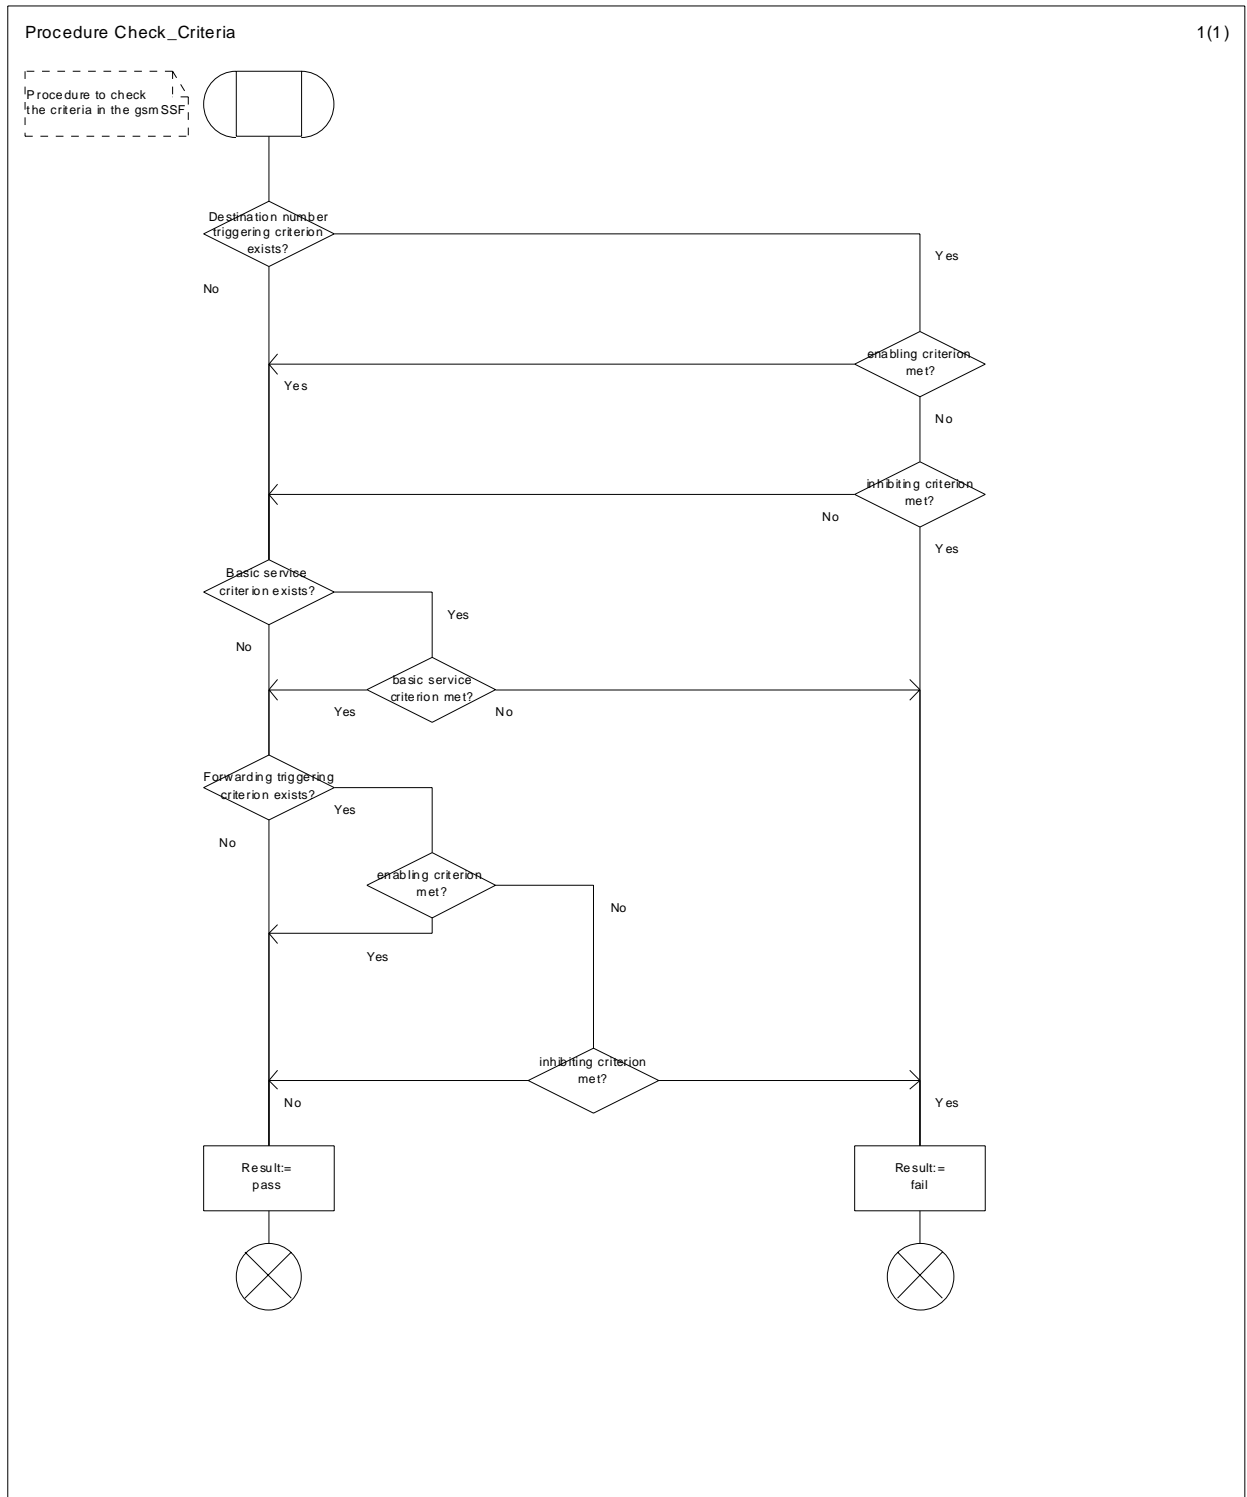 Procedure Check_Criteria
1(1)
Procedure to check
the criteria in the gsmSSF
Destination number
triggering criterion
exists?
Yes
No
enabling criterion
met?
Yes
No
inhibiting criterion
met?
No
Yes
Basic service
criterion exists?
Yes
No
basic service
criterion met?
Yes
No
Forwarding triggering
criterion exists?
Yes
No
enabling criterion
met?
No
Yes
inhibiting criterion
met?
No
Yes
Result:=
pass
Result:=
fail